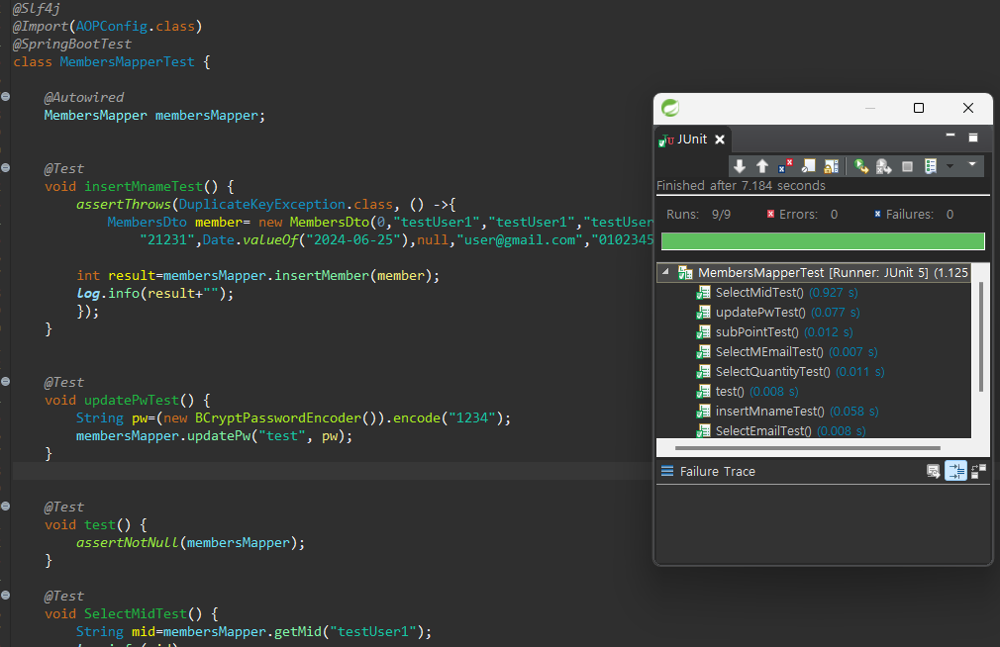 @Slf4j
@Import(AOPConfig.class)
@SpringBootTest
class MembersMapperTest {
@Autowired
MembersMapper membersMapper;
@Test
void insertMnameTest() {
assertThrows(DuplicateKeyException.class, () ->{
MembersDto member= new MembersDto(0,"testUser1","testUser1","testUser
"21231",Date.valueOf("2024-06-25"),null,"user@gmail.com","0102345
int result=membersMapper.insertMember(member);
log.info(result+"");
});
}
@Test
void updatePwTest() {
String pw=(new BCryptPasswordEncoder()).encode("1234");
membersMapper.updatePw("test", pw);
}
@Test
void test() {
assertNotNull(membersMapper);
}
@Test
void SelectMidTest() {
String mid=membersMapper.getMid("testUser1");
JUnit
Finished after 7.184 seconds
Runs: 9/9 Errors: 0 Failures: 0
MembersMapperTest [Runner: JUnit 5] (1.125
SelectMidTest() (0.927 s)
updatePwTest() (0.077 s)
subPointTest() (0.012 s)
SelectMEmailTest() (0.007 s)
SelectQuantityTest() (0.011 s)
test() (0.008 s)
insertMnameTest() (0.058 s)
SelectEmailTest() (0.008 s)
Failure Trace